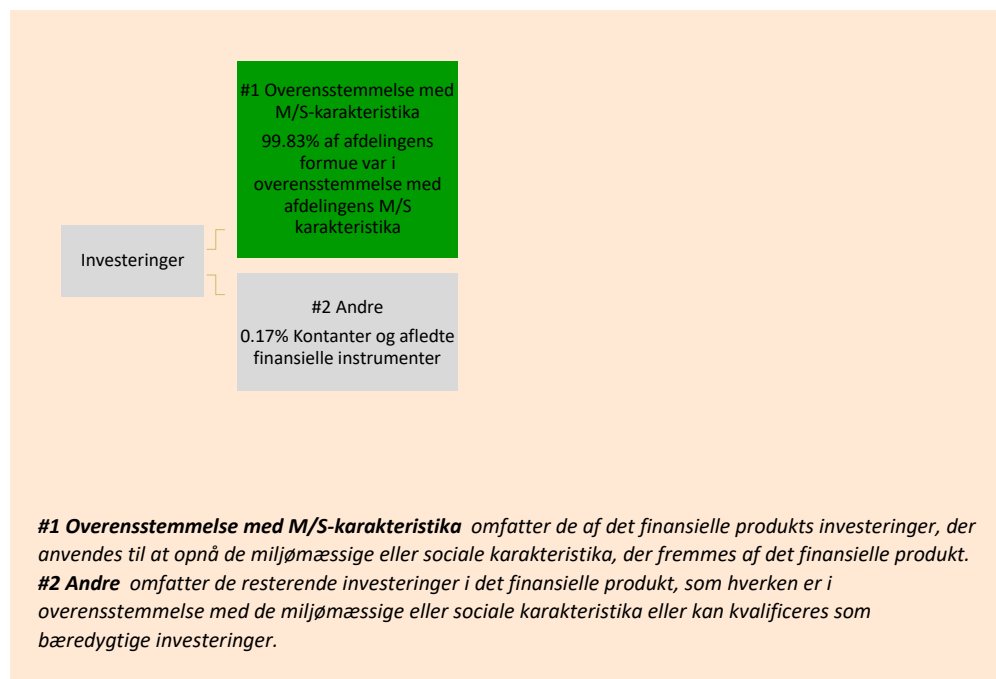 #1 Overensstemmelse med
M/S-karakteristika
99.83% af afdelingens
formue var i
overensstemmelse med
afdelingens M/S
karakteristika
Investeringer
#2 Andre
0.17% Kontanter og afledte
finansielle instrumenter
#1 Overensstemmelse med M/S-karakteristika omfatter de af det finansielle produkts investeringer, der
anvendes til at opnå de miljømæssige eller sociale karakteristika, der fremmes af det finansielle produkt.
#2 Andre omfatter de resterende investeringer i det finansielle produkt, som hverken er i
overensstemmelse med de miljømæssige eller sociale karakteristika eller kan kvalificeres som
bæredygtige investeringer.